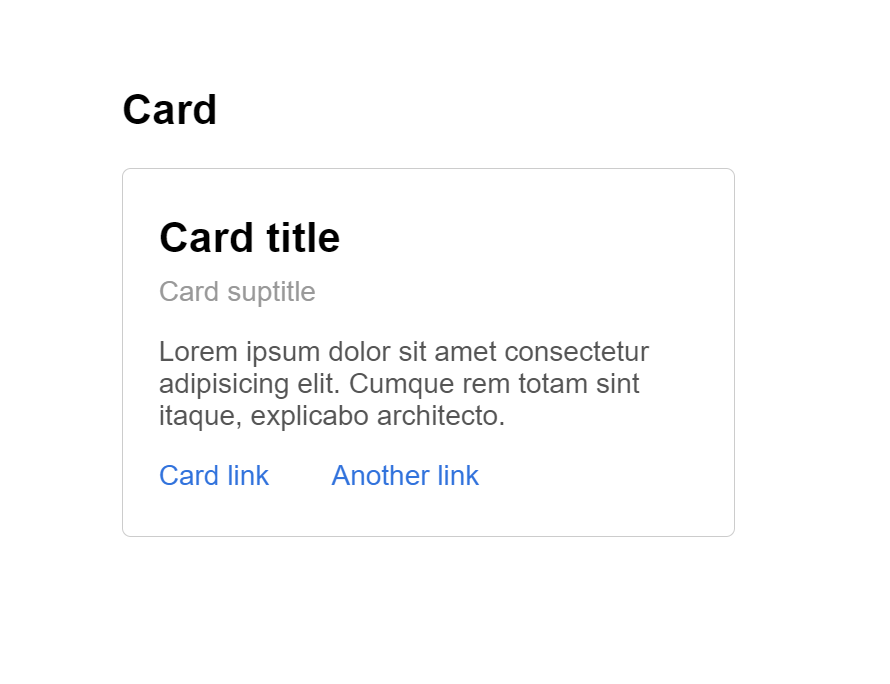 Card
Card title
Card suptitle
Lorem ipsum dolor sit amet consectetur
adipisicing elit. Cumque rem totam sint
itaque, explicabo architecto.
Card link Another link